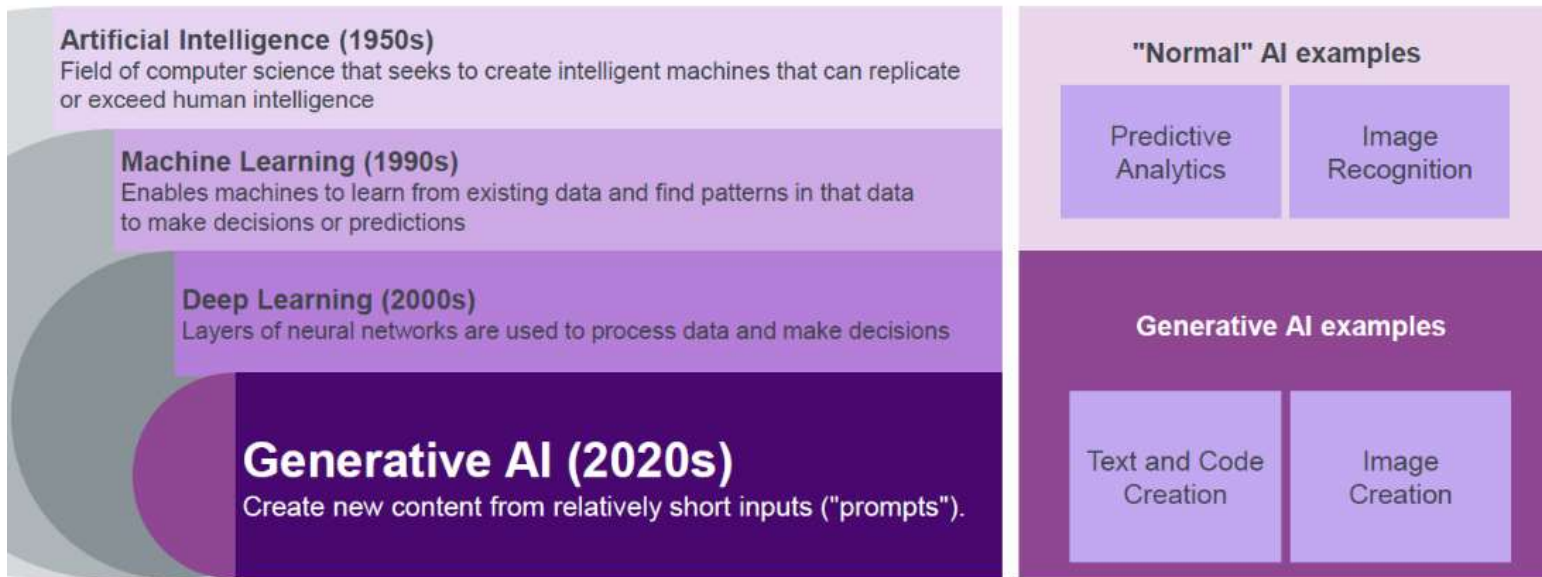 Artificial Intelligence (1950s)
Field of computer science that seeks to create intelligent machines that can replicate
or exceed human intelligence
Machine Learning (1990s)
Enables machines to learn from existing data and find patterns in that data
to make decisions or predictions
Deep Learning (2000s)
Layers of neural networks are used to process data and make decisions
Generative AI (2020s)
Create new content from relatively short inputs ("prompts").
"Normal" AI examples
Predictive
Analytics
Image
Recognition
Generative AI examples
Text and Code
Creation
Image
Creation